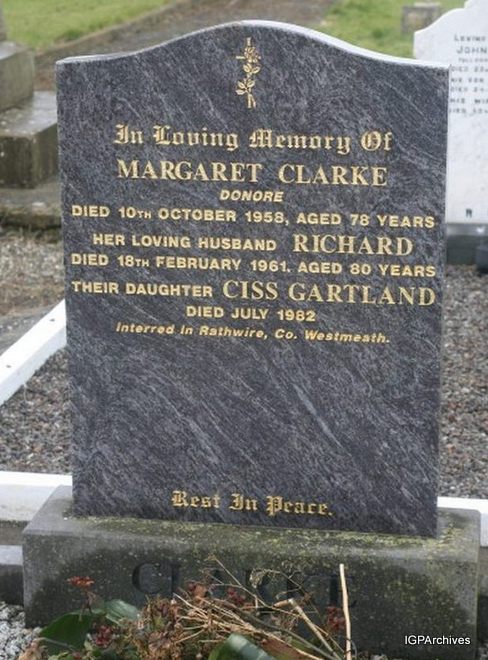 In Loving Memory Of
MARGARET CLARKE
DONORE
DIED 10TH OCTOBER 1958, AGED 78 YEARS
HER LOVING HUSBAND RICHARD
DIED 18TH FEBRUARY 1961. AGED 80 YEARS
THEIR DAUGHTER CISS GARTLAND
DIED JULY 1982
Interred In Rathwire, Co. Westmeath.
Rest In Peace.
CLARKE
JOHN
IGPArchives